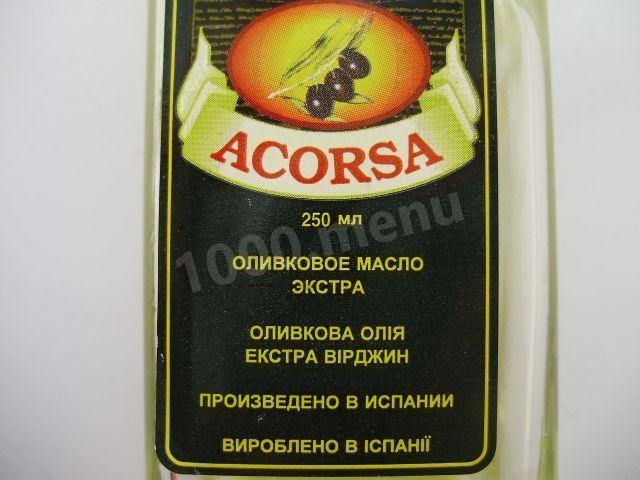 ACORSA
250 мл
1000.menu
ОЛИВКОВОЕ МАСЛО
ЭКСТРА
ОЛИВКОВА ОЛІЯ
ЕКСТРА ВІРДЖИН
ПРОИЗВЕДЕНО В ИСПАНИИ
ВИРОБЛЕНО В ІСПАНІЇ